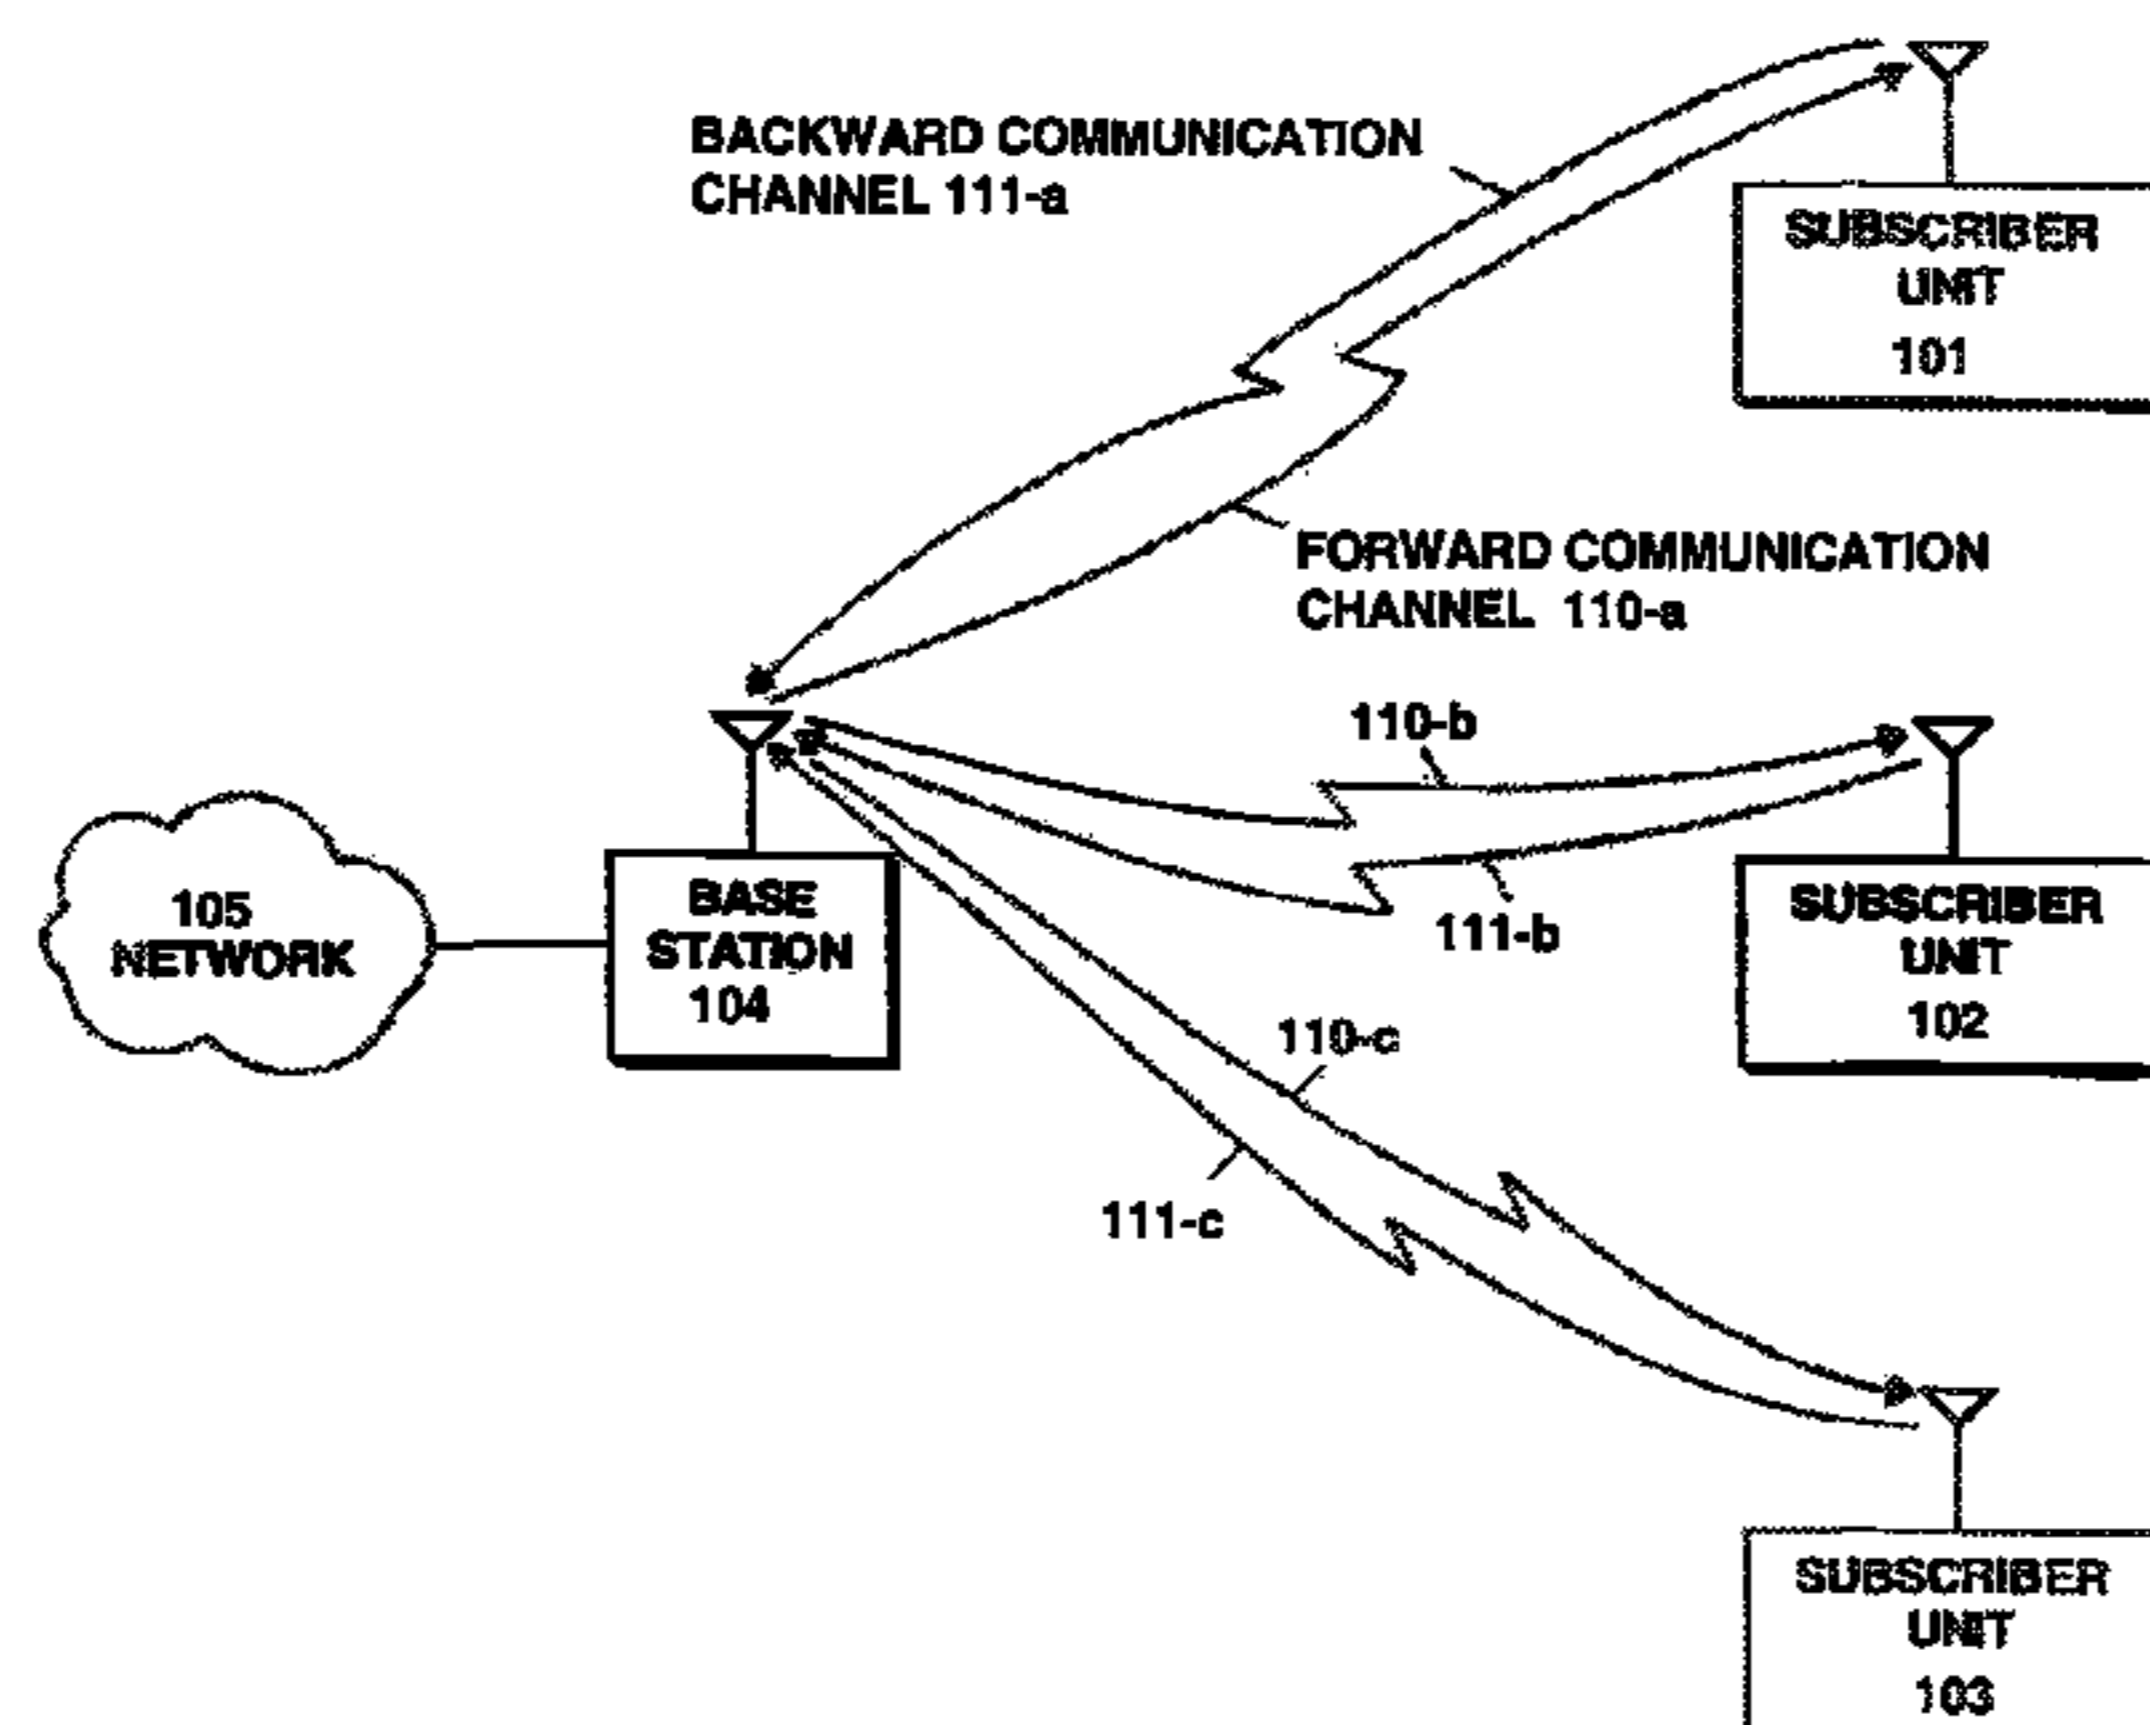 BACKWARD COMMUNICATION
CHANNEL 111-a
SUBSCRIBER
UNIT
101
FORWARD COMMUNICATION
CHANNEL 110-a
110-b
111-b
SUBSCRIBER
UNIT
102
105
NETWORK
BASE
STATION
104
110-c
111-c
SUBSCRIBER
UNIT
103